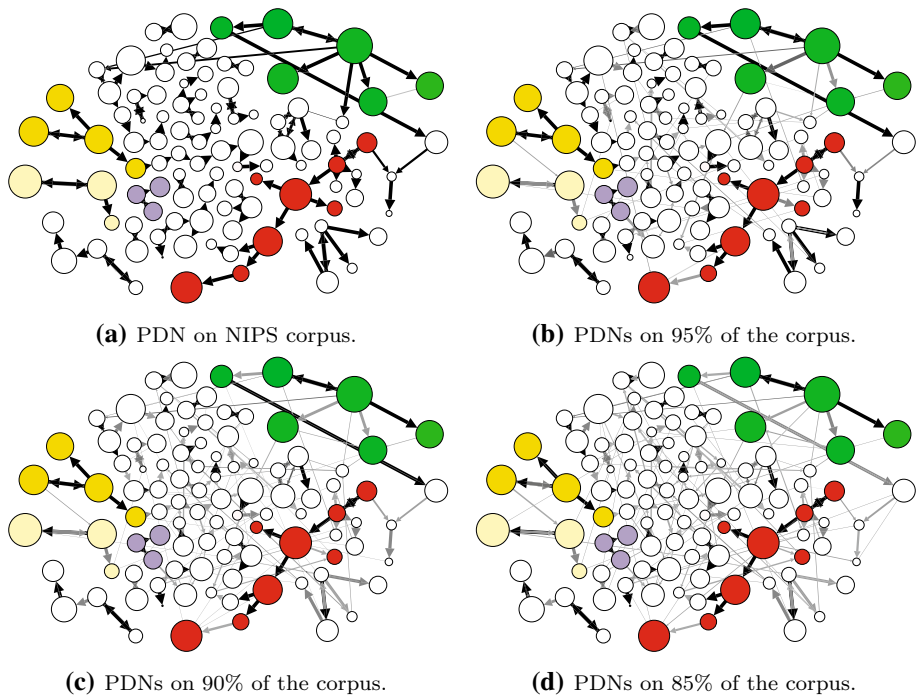 (a) PDN on NIPS corpus.
(b) PDNs on 95% of the corpus.
(c) PDNs on 90% of the corpus.
(d) PDNs on 85% of the corpus.